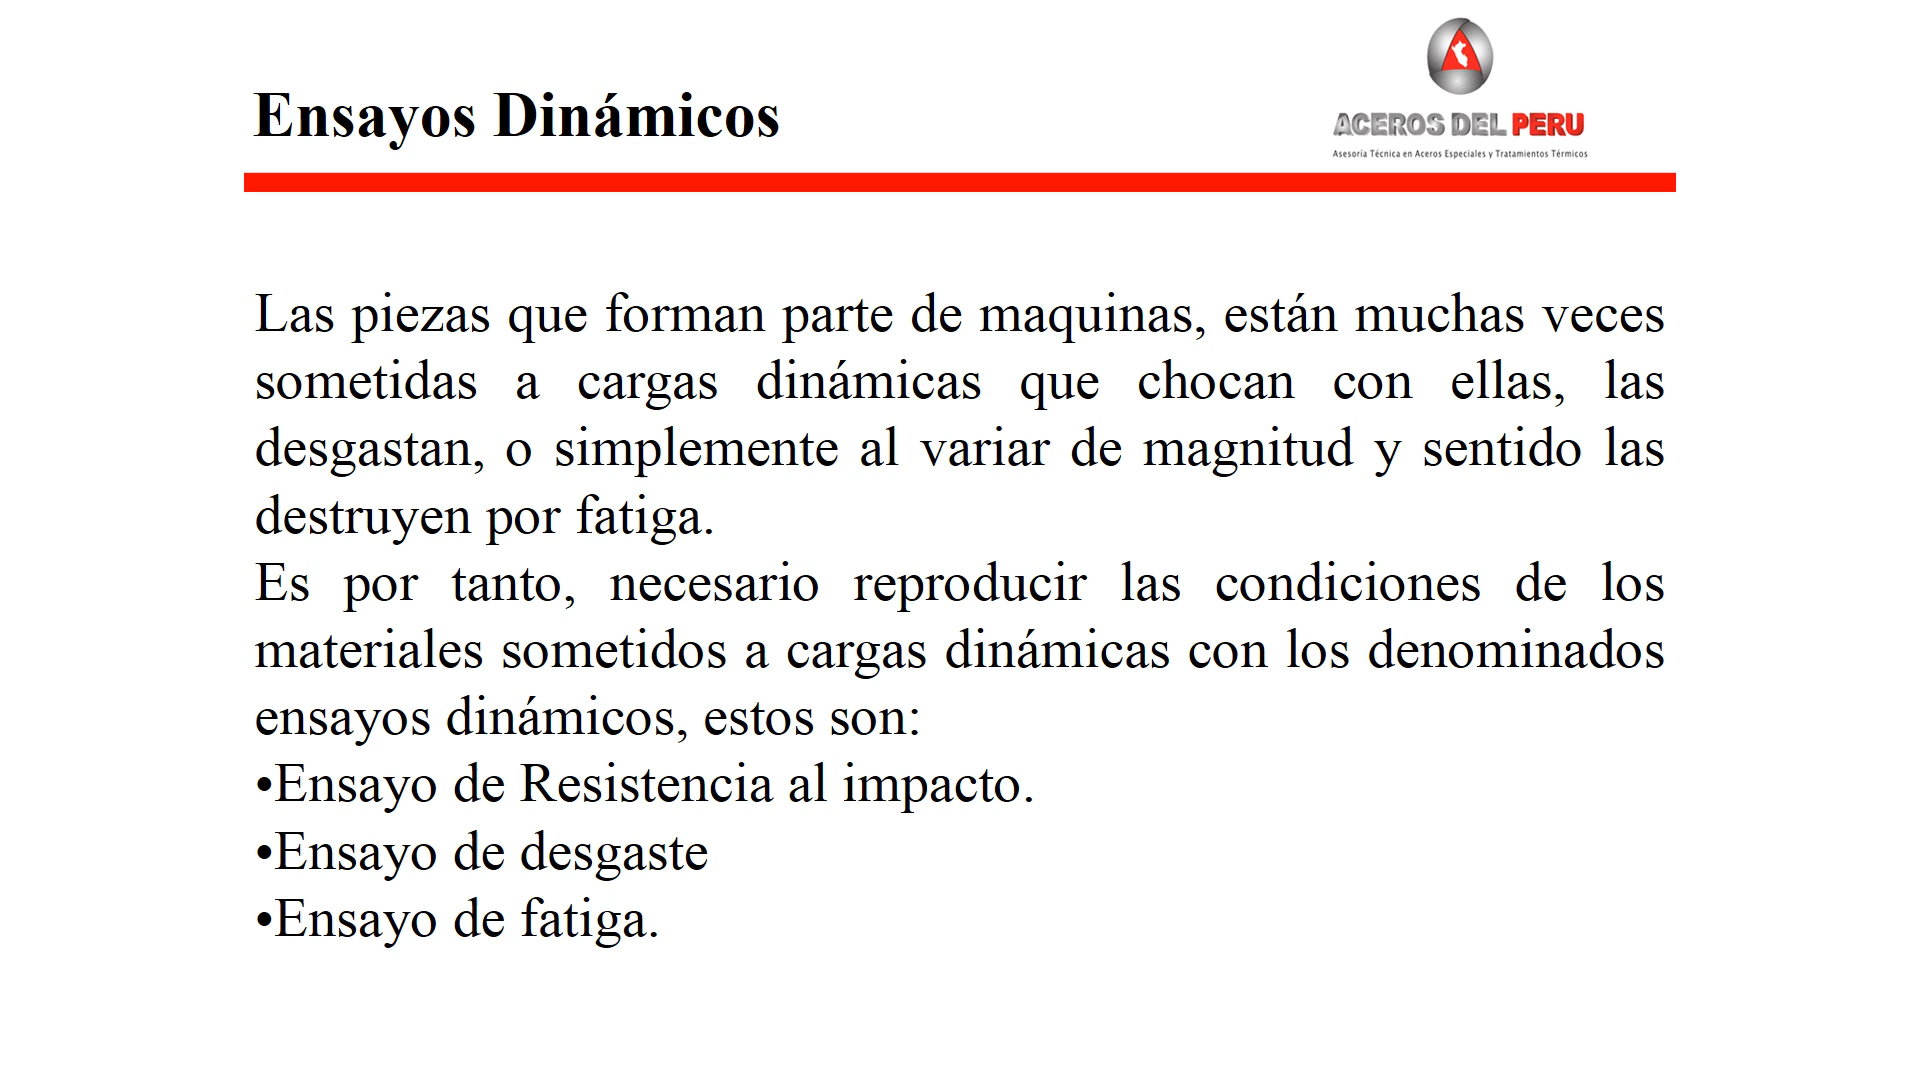 Ensayos Dinámicos
ACEROS DEL PERU
Asesoría Técnica en Aceros Especiales y Tratamientos Térmicos
Las piezas que forman parte de maquinas, están muchas veces
sometidas a cargas dinámicas que chocan con ellas, las
desgastan, o simplemente al variar de magnitud y sentido las
destruyen por fatiga.
Es por tanto, necesario reproducir las condiciones de los
materiales sometidos a cargas dinámicas con los denominados
ensayos dinámicos, estos son:
•Ensayo de Resistencia al impacto.
•Ensayo de desgaste
•Ensayo de fatiga.